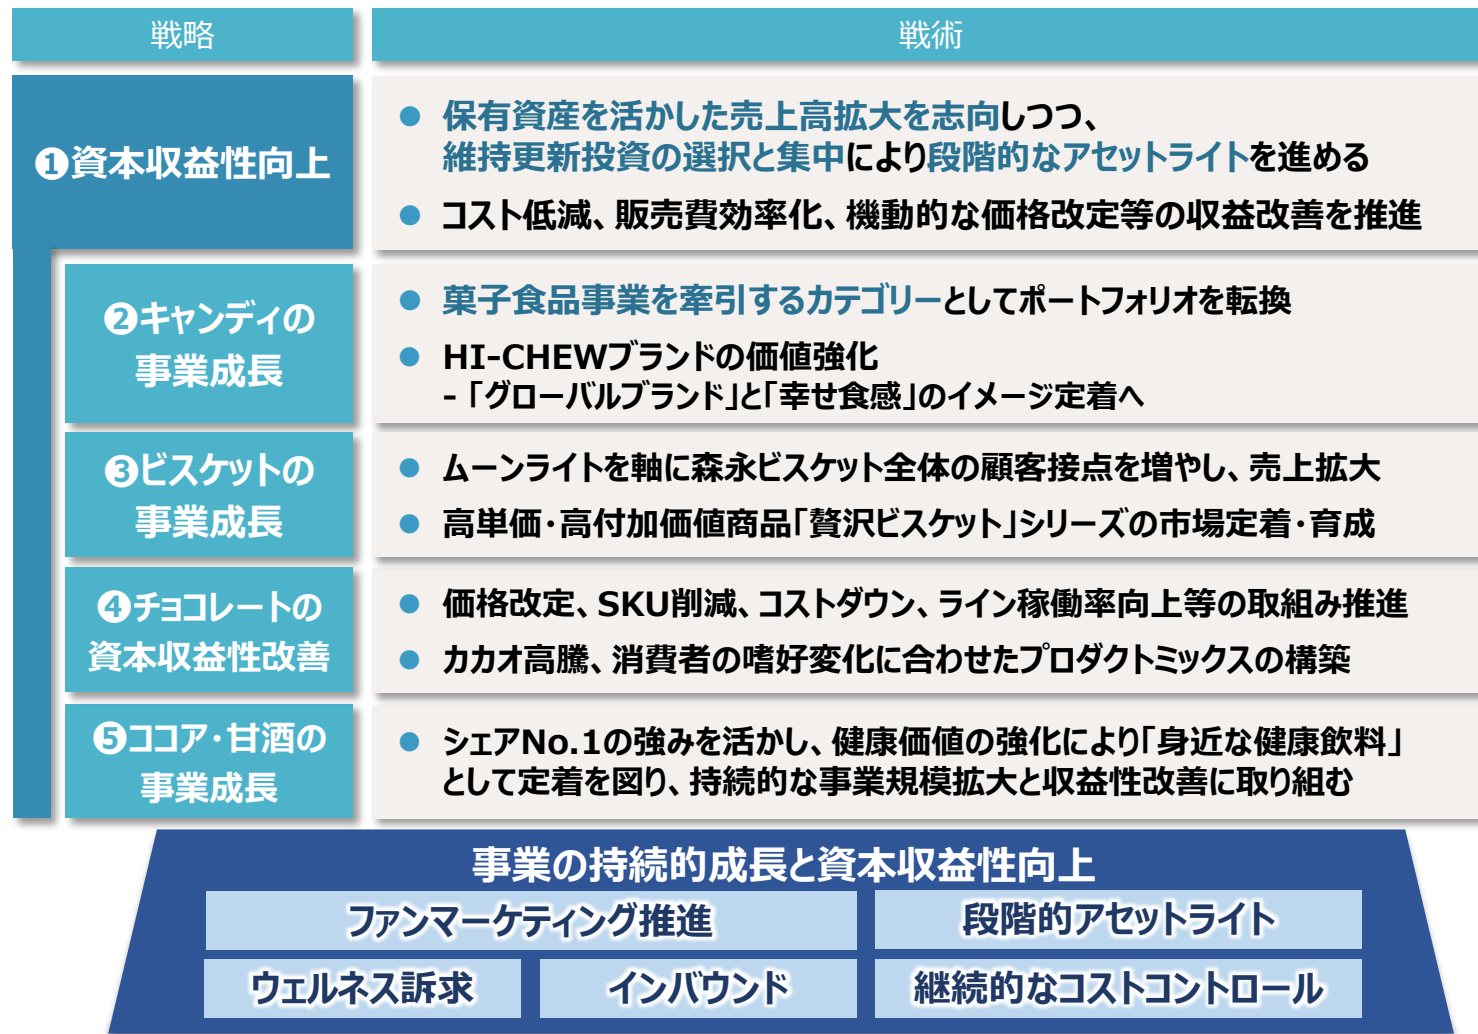 戦略
戦術
❶資本収益性向上
● 保有資産を活かした売上高拡大を志向しつつ、
維持更新投資の選択と集中により段階的なアセットライトを進める
● コスト低減、販売費効率化、機動的な価格改定等の収益改善を推進
❷キャンディの
事業成長
● 菓子食品事業を牽引するカテゴリーとしてポートフォリオを転換
● HI-CHEWブランドの価値強化
-「グローバルブランド」と「幸せ食感」のイメージ定着へ
❸ビスケットの
事業成長
● ムーンライトを軸に森永ビスケット全体の顧客接点を増やし、売上拡大
● 高単価・高付加価値商品「贅沢ビスケット」シリーズの市場定着・育成
❹チョコレートの
資本収益性改善
● 価格改定、SKU削減、コストダウン、ライン稼働率向上等の取組み推進
● カカオ高騰、消費者の嗜好変化に合わせたプロダクトミックスの構築
❺ココア・甘酒の
事業成長
● シェアNo.1の強みを活かし、健康価値の強化により「身近な健康飲料」
として定着を図り、持続的な事業規模拡大と収益性改善に取り組む
事業の持続的成長と資本収益性向上
ファンマーケティング推進
段階的アセットライト
ウェルネス訴求
インバウンド
継続的なコストコントロール